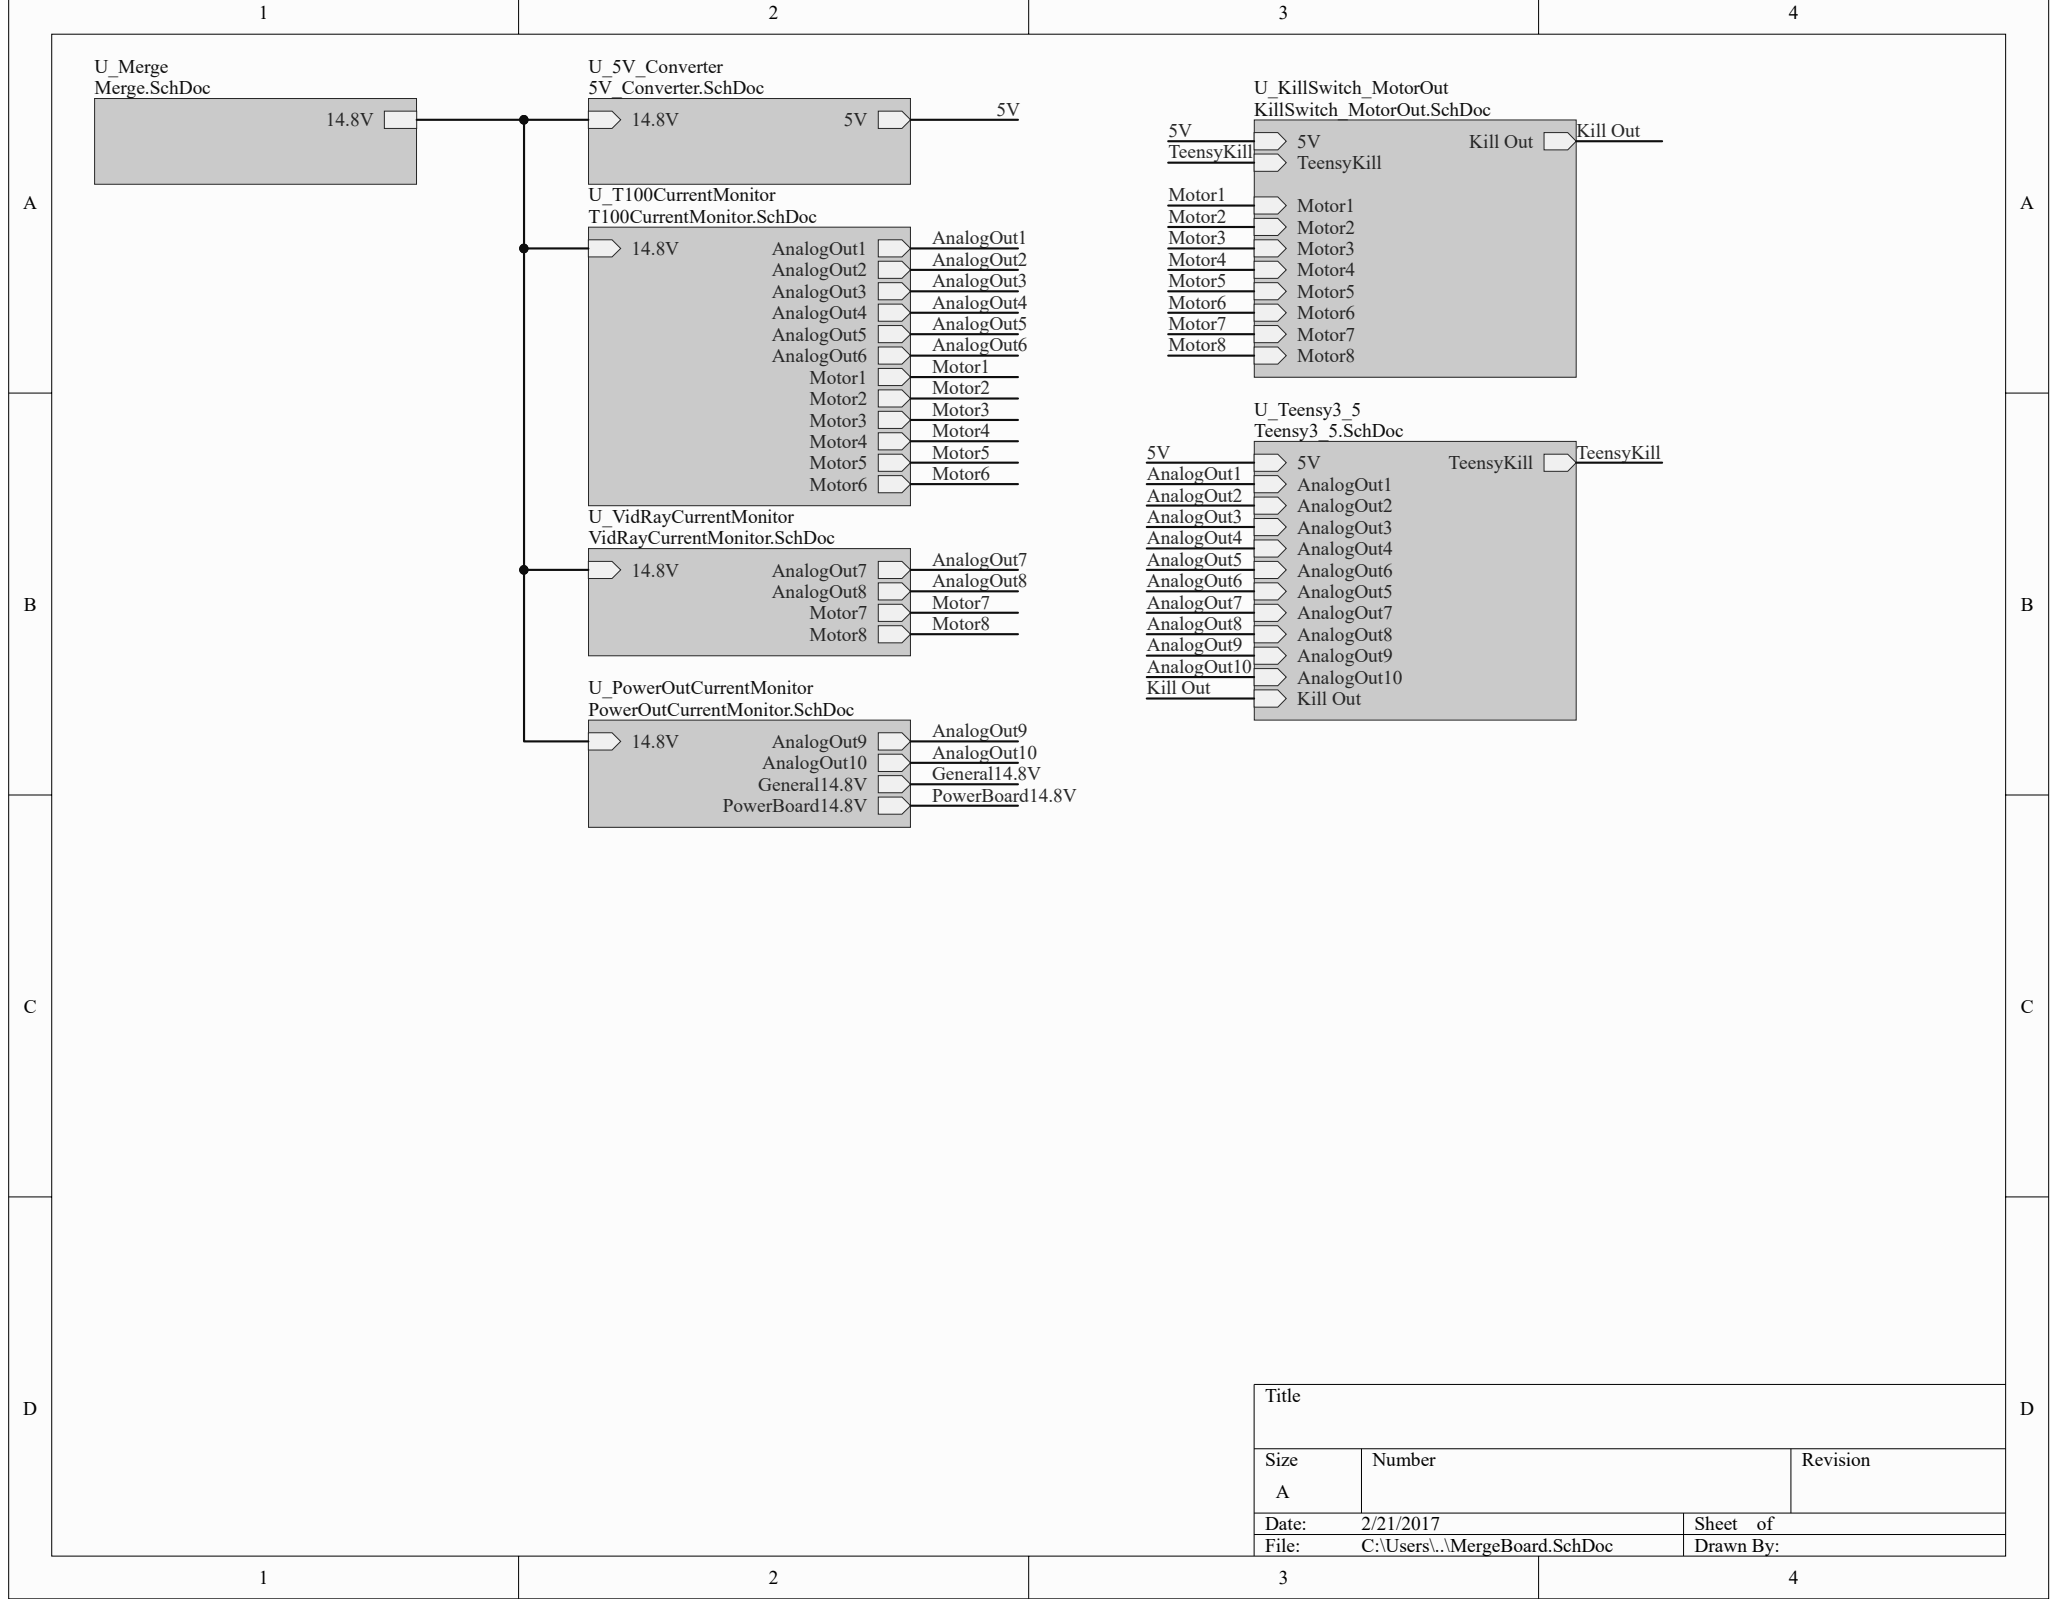 1 2 3 4
A
B
C
D
U_Merge
Merge.SchDoc
14.8V
U_5V_Converter
5V_Converter.SchDoc
14.8V 5V 5V
U_T100CurrentMonitor
T100CurrentMonitor.SchDoc
14.8V AnalogOut1 AnalogOut1
AnalogOut2 AnalogOut2
AnalogOut3 AnalogOut3
AnalogOut4 AnalogOut4
AnalogOut5 AnalogOut5
AnalogOut6 AnalogOut6
Motor1 Motor1
Motor2 Motor2
Motor3 Motor3
Motor4 Motor4
Motor5 Motor5
Motor6 Motor6
U_VidRayCurrentMonitor
VidRayCurrentMonitor.SchDoc
14.8V AnalogOut7 AnalogOut7
AnalogOut8 AnalogOut8
Motor7 Motor7
Motor8 Motor8
U_PowerOutCurrentMonitor
PowerOutCurrentMonitor.SchDoc
14.8V AnalogOut9 AnalogOut9
AnalogOut10 AnalogOut10
General14.8V General14.8V
PowerBoard14.8V PowerBoard14.8V
U_KillSwitch_MotorOut
KillSwitch_MotorOut.SchDoc
5V 5V Kill Out Kill Out
TeensyKill TeensyKill
Motor1 Motor1
Motor2 Motor2
Motor3 Motor3
Motor4 Motor4
Motor5 Motor5
Motor6 Motor6
Motor7 Motor7
Motor8 Motor8
U_Teensy3_5
Teensy3_5.SchDoc
5V 5V TeensyKill TeensyKill
AnalogOut1 AnalogOut1
AnalogOut2 AnalogOut2
AnalogOut3 AnalogOut3
AnalogOut4 AnalogOut4
AnalogOut5 AnalogOut6
AnalogOut6 AnalogOut5
AnalogOut7 AnalogOut7
AnalogOut8 AnalogOut8
AnalogOut9 AnalogOut9
AnalogOut10 AnalogOut10
Kill Out Kill Out
A
B
C
D
Title
Size Number Revision
A
Date: 2/21/2017 Sheet of
File: C:\Users\..\MergeBoard.SchDoc Drawn By:
1 2 3 4